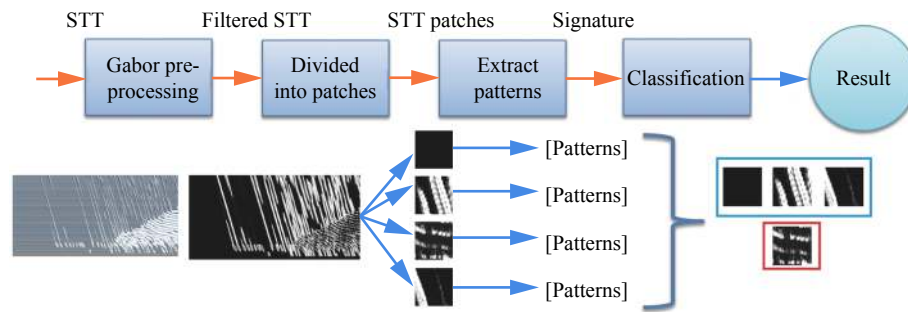 STT
Filtered STT
STT patches
Signature
Gabor pre-
processing
Divided
into patches
Extract
patterns
Classification
Result
[Patterns]
[Patterns]
[Patterns]
[Patterns]